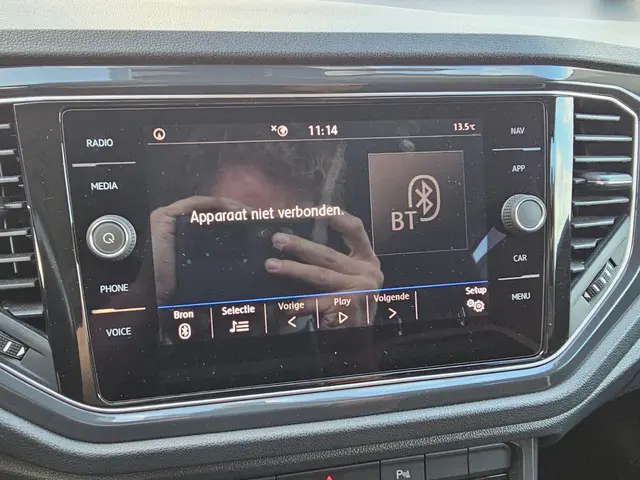 RADIO
MEDIA
PHONE
VOICE
11:14
13.5°C
Apparaat niet verbonden.
BT
Bron
Selectie
Vorige
Play
Volgende
Setup
NAV
APP
CAR
MENU
P